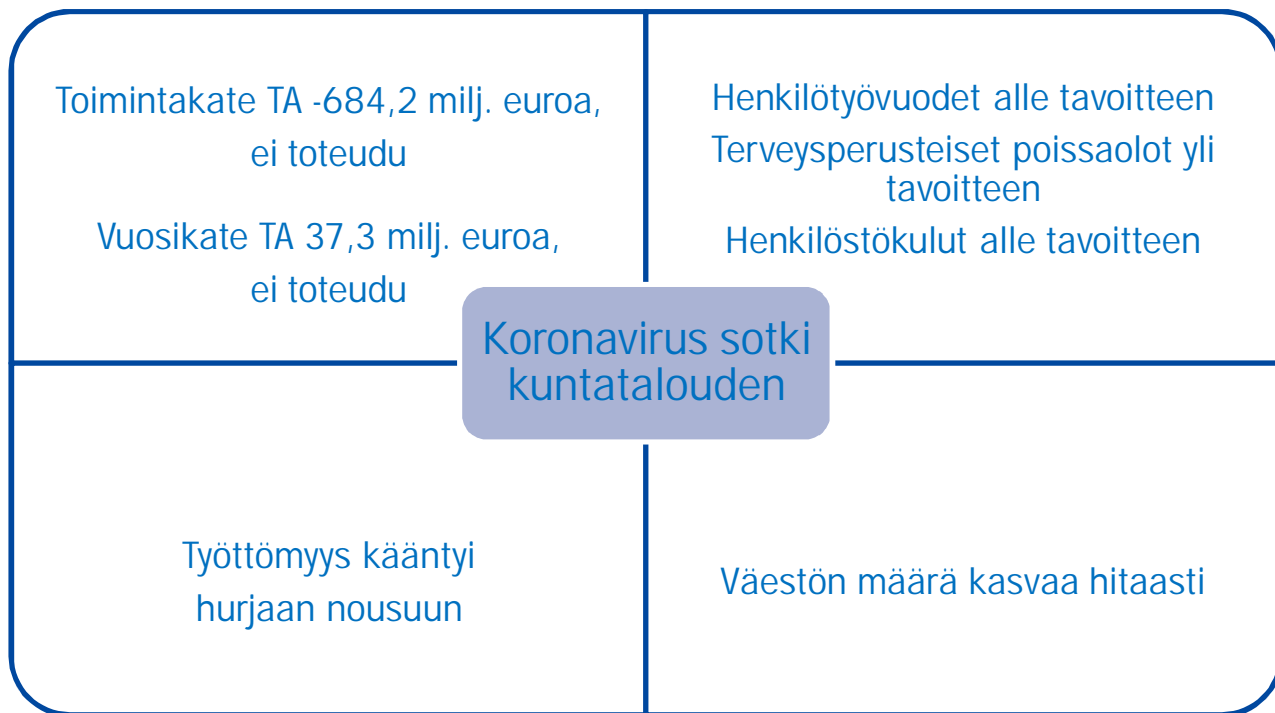 Toimintakate TA -684,2 milj. euroa,
ei toteudu
Vuosikate TA 37,3 milj. euroa,
ei toteudu
Henkilötyövuodet alle tavoitteen
Terveysperusteiset poissaolot yli
tavoitteen
Henkilöstökulut alle tavoitteen
Koronavirus sotki
kuntatalouden
Työttömyys kääntyi
hurjaan nousuun
Väestön määrä kasvaa hitaasti